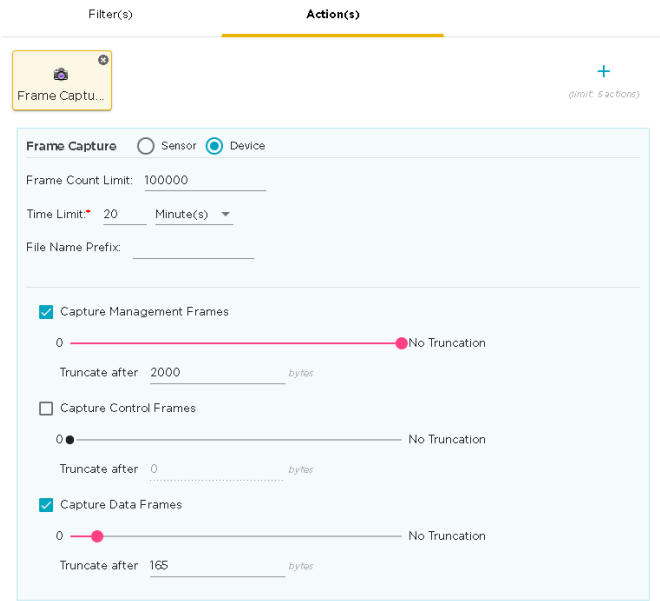 Filter(s) Action(s)
Frame Captu...
(limit: 5 actions)
Frame Capture Sensor Device
Frame Count Limit: 100000
Time Limit:* 20 Minute(s)
File Name Prefix:
Capture Management Frames
0 No Truncation
Truncate after 2000 bytes
Capture Control Frames
0 No Truncation
Truncate after 0 bytes
Capture Data Frames
0 No Truncation
Truncate after 165 bytes